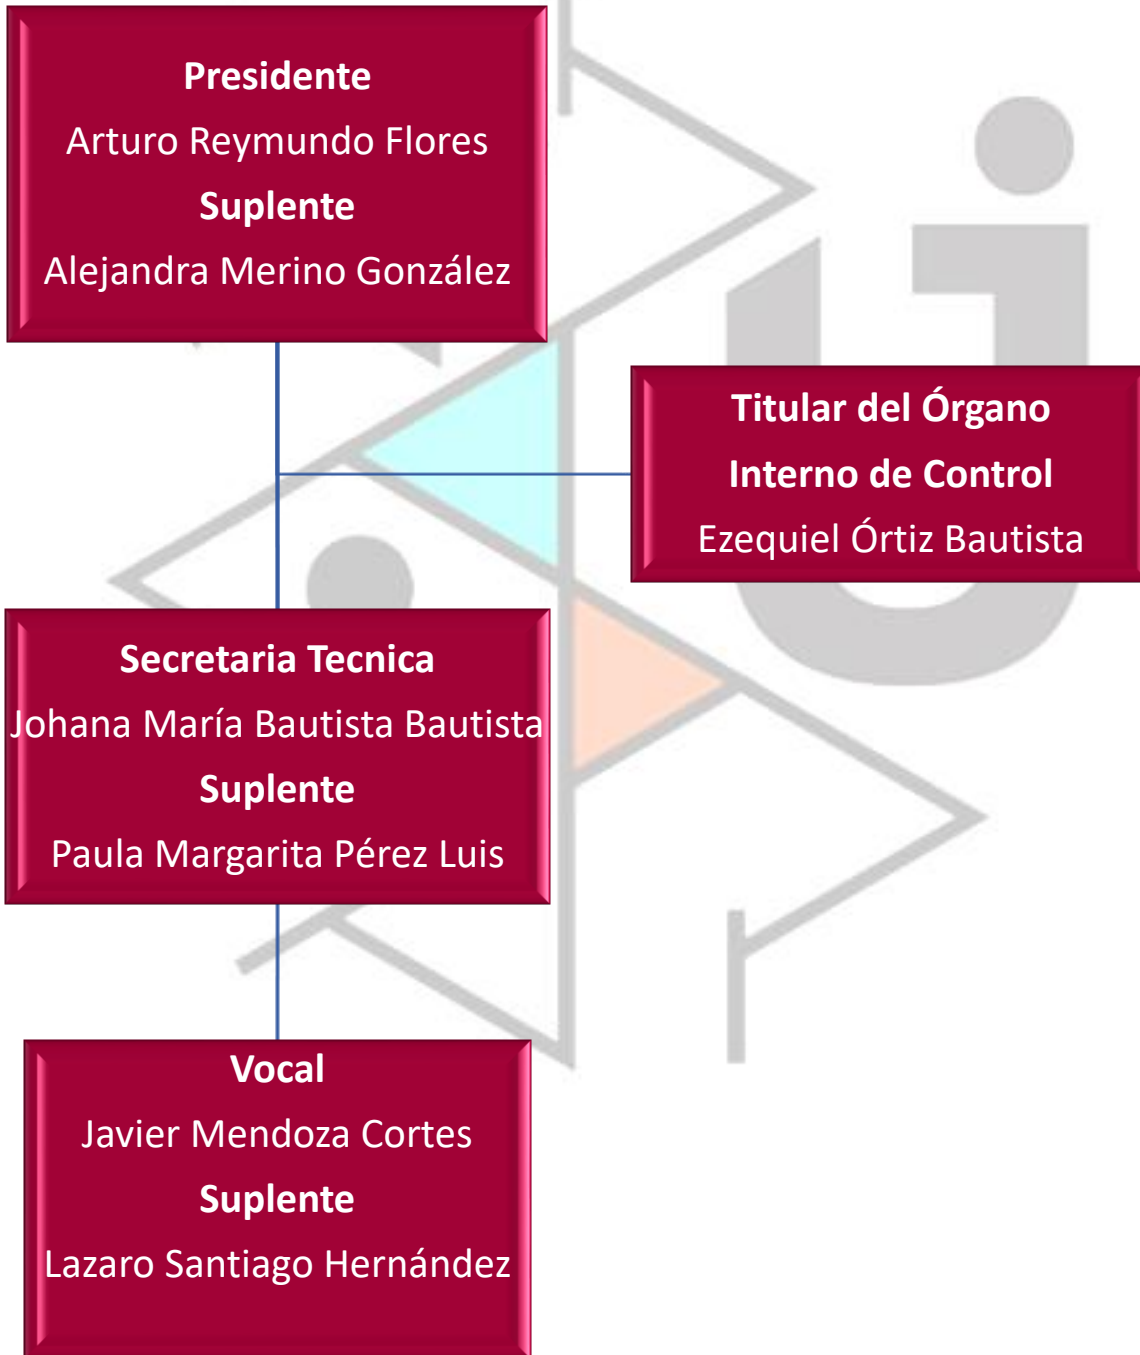 Presidente
Arturo Reymundo Flores
Suplente
Alejandra Merino González
Titular del Órgano
Interno de Control
Ezequiel Órtiz Bautista
Secretaria Tecnica
Johana María Bautista Bautista
Suplente
Paula Margarita Pérez Luis
Vocal
Javier Mendoza Cortes
Suplente
Lazaro Santiago Hernández